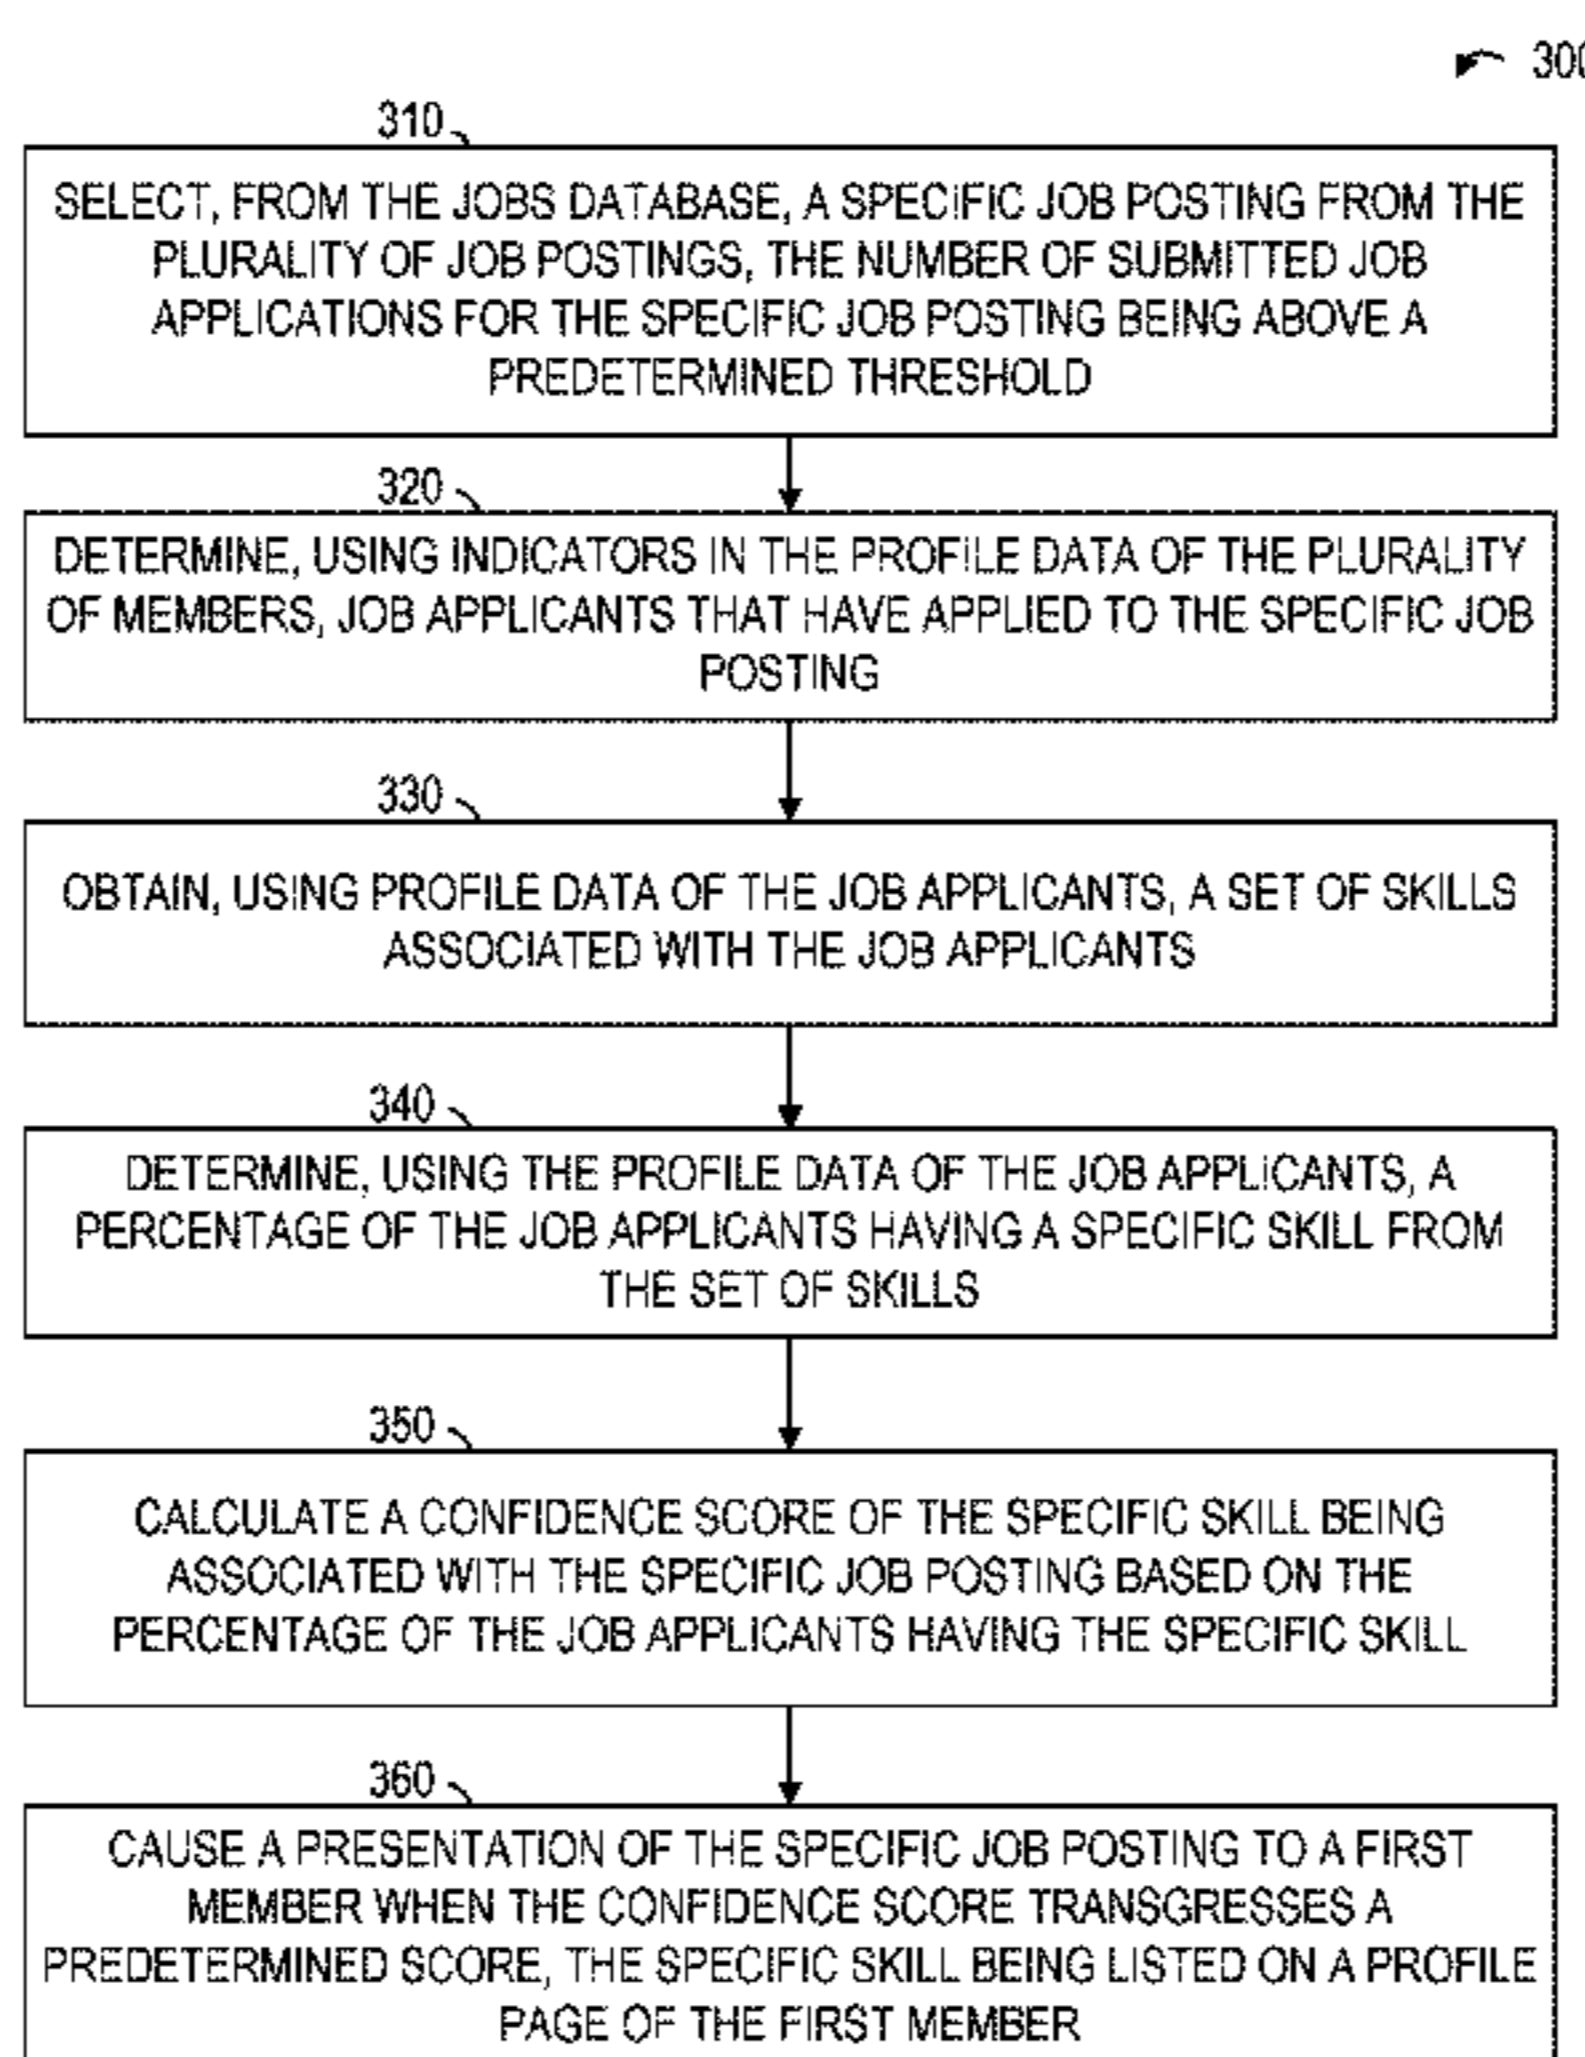 300
310
SELECT, FROM THE JOBS DATABASE, A SPECIFIC JOB POSTING FROM THE
PLURALITY OF JOB POSTINGS, THE NUMBER OF SUBMITTED JOB
APPLICATIONS FOR THE SPECIFIC JOB POSTING BEING ABOVE A
PREDETERMINED THRESHOLD
320
DETERMINE, USING INDICATORS IN THE PROFILE DATA OF THE PLURALITY
OF MEMBERS, JOB APPLICANTS THAT HAVE APPLIED TO THE SPECIFIC JOB
POSTING
330
OBTAIN, USING PROFILE DATA OF THE JOB APPLICANTS, A SET OF SKILLS
ASSOCIATED WITH THE JOB APPLICANTS
340
DETERMINE, USING THE PROFILE DATA OF THE JOB APPLICANTS, A
PERCENTAGE OF THE JOB APPLICANTS HAVING A SPECIFIC SKILL FROM
THE SET OF SKILLS
350
CALCULATE A CONFIDENCE SCORE OF THE SPECIFIC SKILL BEING
ASSOCIATED WITH THE SPECIFIC JOB POSTING BASED ON THE
PERCENTAGE OF THE JOB APPLICANTS HAVING THE SPECIFIC SKILL
360
CAUSE A PRESENTATION OF THE SPECIFIC JOB POSTING TO A FIRST
MEMBER WHEN THE CONFIDENCE SCORE TRANSGRESSES A
PREDETERMINED SCORE, THE SPECIFIC SKILL BEING LISTED ON A PROFILE
PAGE OF THE FIRST MEMBER